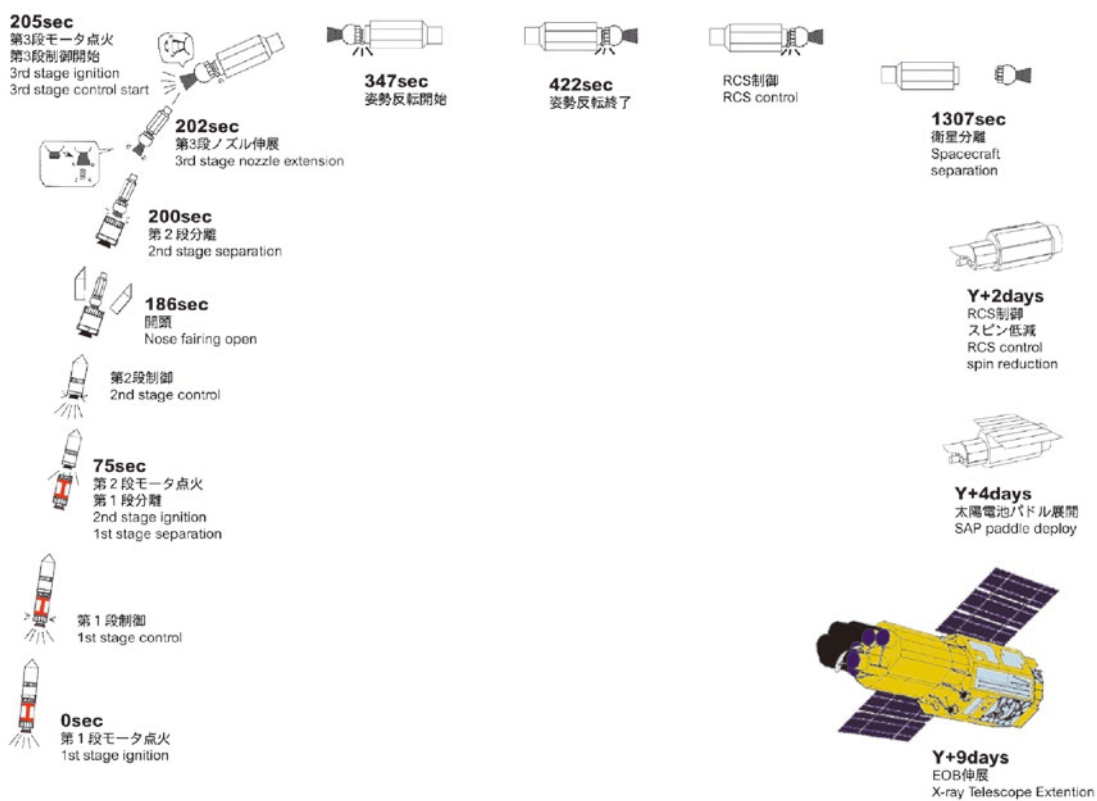 205sec
第3段モータ点火
第3段制御開始
3rd stage ignition
3rd stage control start
347sec
姿勢反転開始
422sec
姿勢反転終了
RCS制御
RCS control
1307sec
衛星分離
Spacecraft
separation
202sec
第3段ノズル伸展
3rd stage nozzle extension
200sec
第2段分離
2nd stage separation
186sec
開頭
Nose fairing open
第2段制御
2nd stage control
75sec
第2段モータ点火
第1段分離
2nd stage ignition
1st stage separation
第1段制御
1st stage control
0sec
第1段モータ点火
1st stage ignition
Y+2days
RCS制御
スピン低減
RCS control
spin reduction
Y+4days
太陽電池パドル展開
SAP paddle deploy
Y+9days
EOB伸展
X-ray Telescope Extention